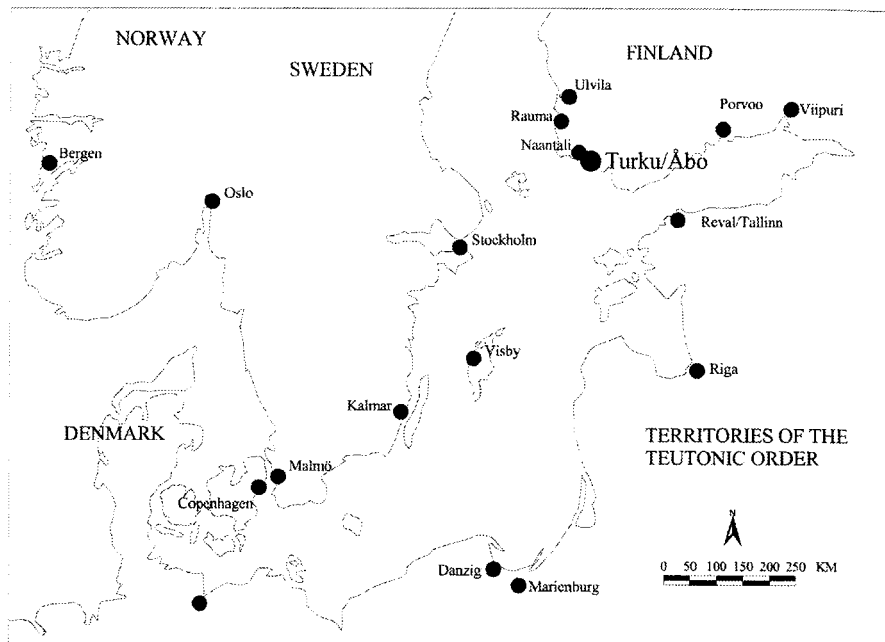 NORWAY
SWEDEN
FINLAND
Ulvila
Rauma
Porvoo
Viipuri
Naantali
Turku/Åbo
Bergen
Oslo
Reval/Tallinn
Stockholm
Visby
Riga
Kalmar
DENMARK
TERRITORIES OF THE
TEUTONIC ORDER
Malmö
Copenhagen
N
Danzig
Marienburg
0 50 100 150 200 250 KM